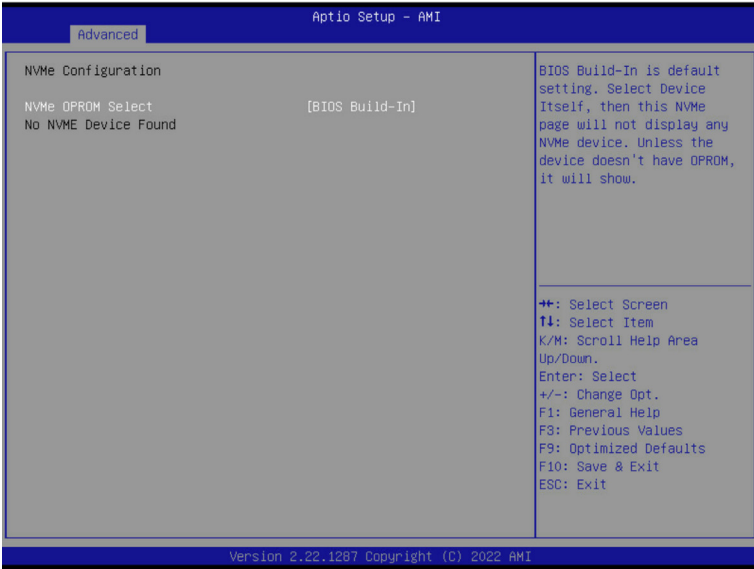 Aptio Setup - AMI
Advanced
NVMe Configuration
NVMe OPROM Select [BIOS Build-In]
No NVME Device Found
BIOS Build-In is default
setting. Select Device
Itself, then this NVMe
page will not display any
NVMe device. Unless the
device doesn't have OPROM,
it will show.
→←: Select Screen
↑↓: Select Item
K/M: Scroll Help Area
Up/Down.
Enter: Select
+/-: Change Opt.
F1: General Help
F3: Previous Values
F9: Optimized Defaults
F10: Save & Exit
ESC: Exit
Version 2.22.1287 Copyright (C) 2022 AMI